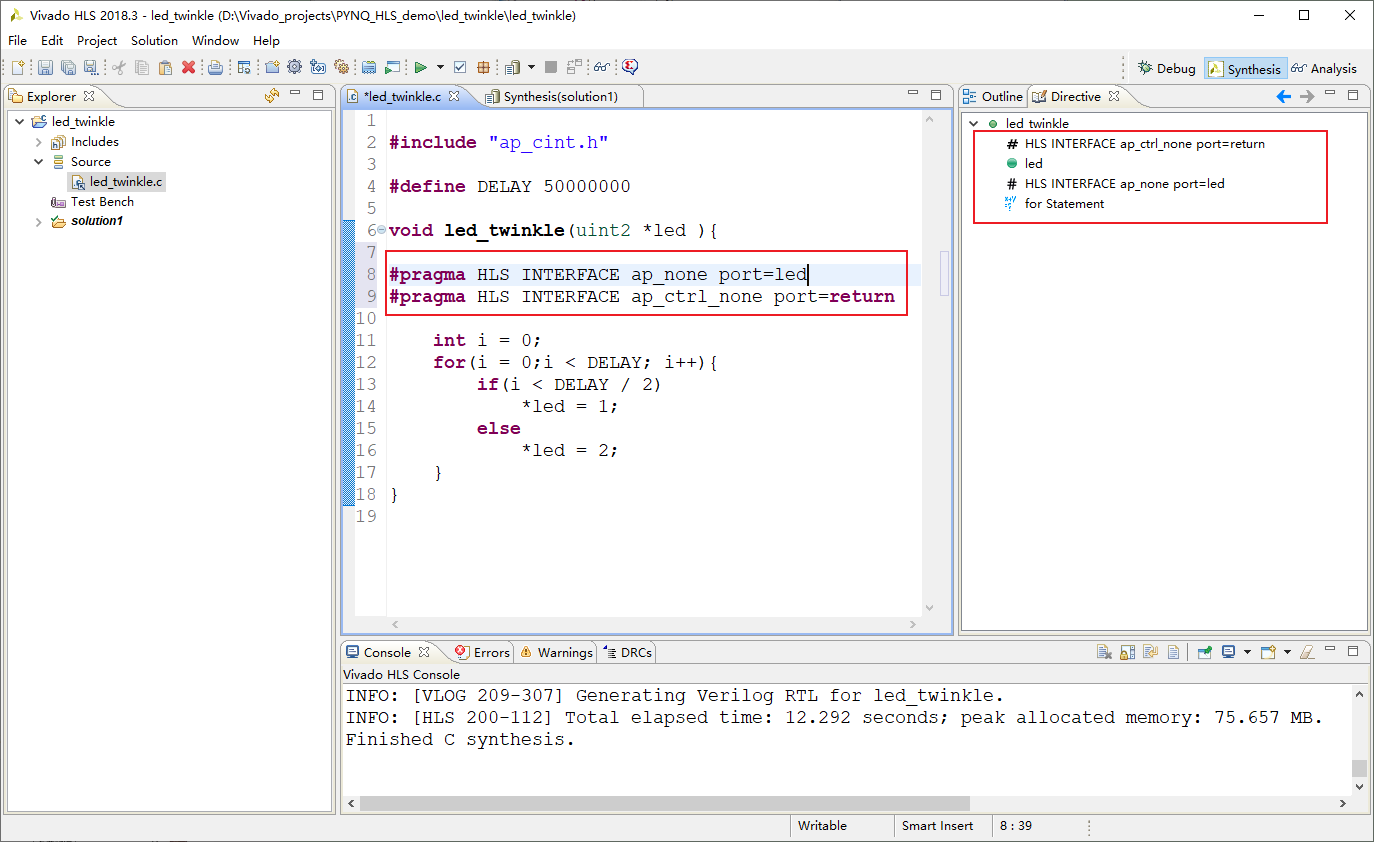 Vivado HLS 2018.3 - led_twinkle (D:\Vivado_projects\PYNQ_HLS_demo\led_twinkle\led_twinkle)
File Edit Project Solution Window Help
Debug Synthesis Analysis
Explorer
led_twinkle
Includes
Source
led_twinkle.c
Test Bench
solution1
*led_twinkle.c Synthesis(solution1)
1
2 #include "ap_cint.h"
3
4 #define DELAY 50000000
5
6 void led_twinkle(uint2 *led ){
7
8 #pragma HLS INTERFACE ap_none port=led
9 #pragma HLS INTERFACE ap_ctrl_none port=return
10
11 int i = 0;
12 for(i = 0;i < DELAY; i++){
13 if(i < DELAY / 2)
14 *led = 1;
15 else
16 *led = 2;
17 }
18 }
19
Outline Directive
led_twinkle
# HLS INTERFACE ap_ctrl_none port=return
led
# HLS INTERFACE ap_none port=led
for Statement
Console Errors Warnings DRCs
Vivado HLS Console
INFO: [VLOG 209-307] Generating Verilog RTL for led_twinkle.
INFO: [HLS 200-112] Total elapsed time: 12.292 seconds; peak allocated memory: 75.657 MB.
Finished C synthesis.
Writable Smart Insert 8 : 39